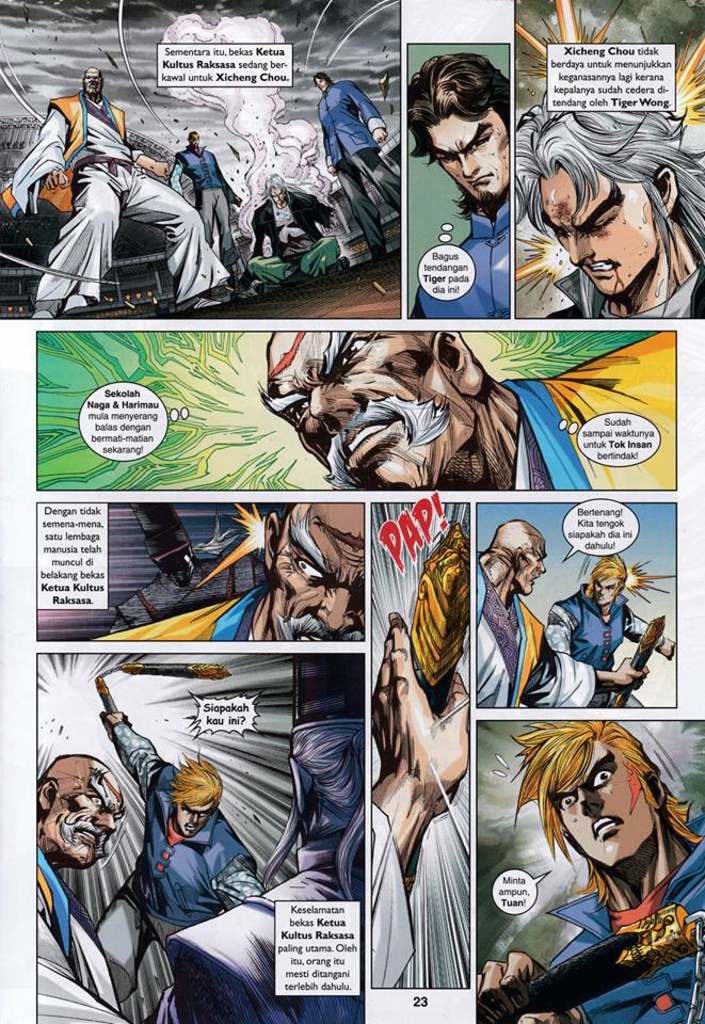 Sementara itu, bekas Ketua
Kultus Raksasa sedang ber-
kawal untuk Xicheng Chou.
Bagus
tendangan
Tiger pada
dia ini!
Xicheng Chou tidak
berdaya untuk menunjukkan
keganasannya lagi kerana
kepalanya sudah cedera di-
tendang oleh Tiger Wong.
Sekolah
Naga & Harimau
mula menyerang
balas dengan
bermati-matian
sekarang!
Sudah
sampai waktunya
untuk Tok Insan
bertindak!
Dengan tidak
semena-mena,
satu lembaga
manusia telah
muncul di
belakang bekas
Ketua Kultus
Raksasa.
Siapakah
kau ini?
Keselamatan
bekas Ketua
Kultus Raksasa
paling utama. Oleh
itu, orang itu
mesti ditangani
terlebih dahulu.
PAP!
Bertenang!
Kita tengok
siapakah dia ini
dahulu!
Minta
ampun,
Tuan!
23